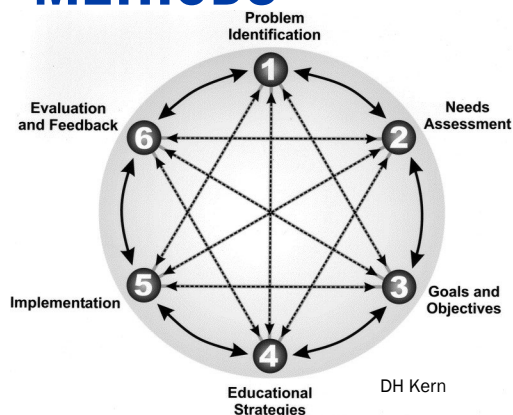 METHODS
Problem
Identification
1
Needs
Assessment
2
Goals and
Objectives
3
Educational
Strategies
4
Implementation
5
Evaluation
and Feedback
6
DH Kern